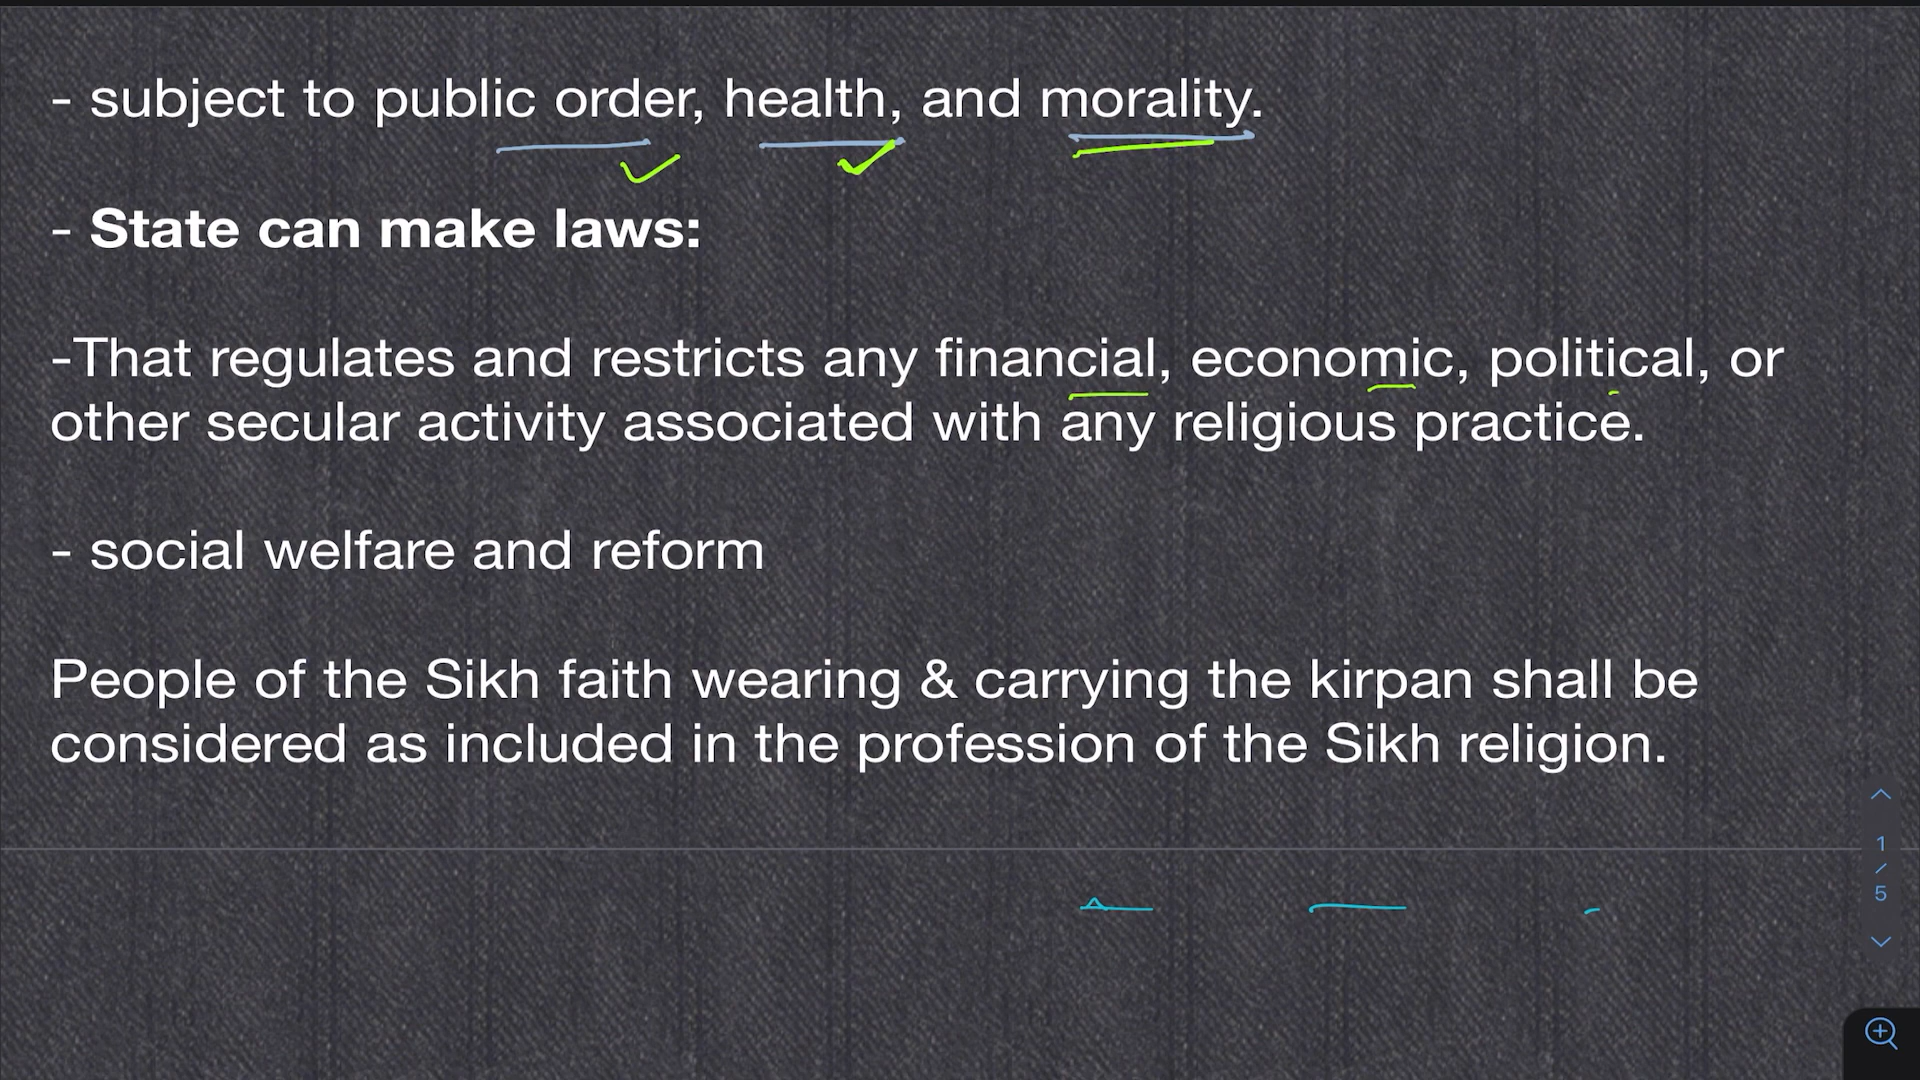 - subject to public order, health, and morality.
- State can make laws:
-That regulates and restricts any financial, economic, political, or
other secular activity associated with any religious practice.
- social welfare and reform
People of the Sikh faith wearing & carrying the kirpan shall be
considered as included in the profession of the Sikh religion.
1
/
5